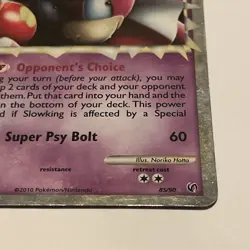 Opponent's Choice
ng your turn (before your attack), you may
p 2 cards of your deck and your opponent
m. Put that card into your hand and the
n the bottom of your deck. This power
ed if Slowking is affected by a Special
Super Psy Bolt 60
Illus. Noriko Hotta
resistance
retreat cost
©2010 Pokémon/Nintendo
85/90